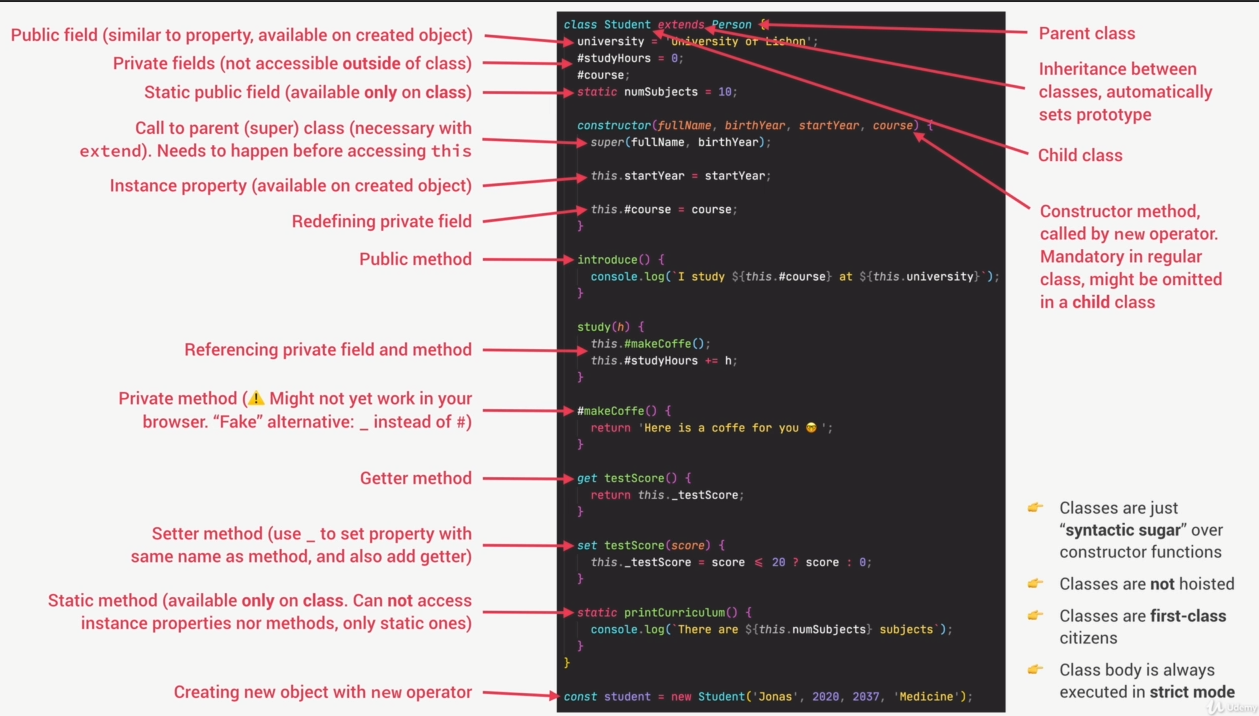 Public field (similar to property, available on created object)
Private fields (not accessible outside of class)
Static public field (available only on class)
Call to parent (super) class (necessary with
extend). Needs to happen before accessing this
Instance property (available on created object)
Redefining private field
Public method
Referencing private field and method
Private method (⚠️ Might not yet work in your
browser. “Fake” alternative: _ instead of #)
Getter method
Setter method (use _ to set property with
same name as method, and also add getter)
Static method (available only on class. Can not access
instance properties nor methods, only static ones)
Creating new object with new operator
class Student extends Person {
university = 'University of Lisbon';
#studyHours = 0;
#course;
static numSubjects = 10;
constructor(fullName, birthYear, startYear, course) {
super(fullName, birthYear);
this.startYear = startYear;
this.#course = course;
}
introduce() {
console.log(`I study ${this.#course} at ${this.university}`);
}
study(h) {
this.#makeCoffe();
this.#studyHours += h;
}
#makeCoffe() {
return 'Here is a coffe for you 🤓 ';
}
get testScore() {
return this._testScore;
}
set testScore(score) {
this._testScore = score ≤ 20 ? score : 0;
}
static printCurriculum() {
console.log(`There are ${this.numSubjects} subjects`);
}
}
const student = new Student('Jonas', 2020, 2037, 'Medicine');
Parent class
Inheritance between
classes, automatically
sets prototype
Child class
Constructor method,
called by new operator.
Mandatory in regular
class, might be omitted
in a child class
👉 Classes are just
“syntactic sugar” over
constructor functions
👉 Classes are not hoisted
👉 Classes are first-class
citizens
👉 Class body is always
executed in strict mode
Udemy